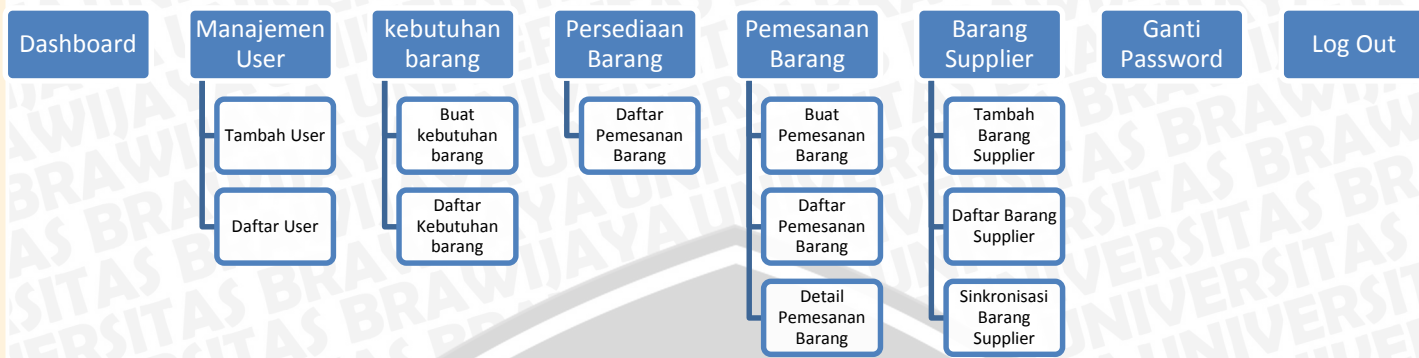 Dashboard
Manajemen
User
Tambah User
Daftar User
kebutuhan
barang
Buat
kebutuhan
barang
Daftar
Kebutuhan
barang
Persediaan
Barang
Daftar
Pemesanan
Barang
Pemesanan
Barang
Buat
Pemesanan
Barang
Daftar
Pemesanan
Barang
Detail
Pemesanan
Barang
Barang
Supplier
Tambah
Barang
Supplier
Daftar Barang
Supplier
Sinkronisasi
Barang
Supplier
Ganti
Password
Log Out